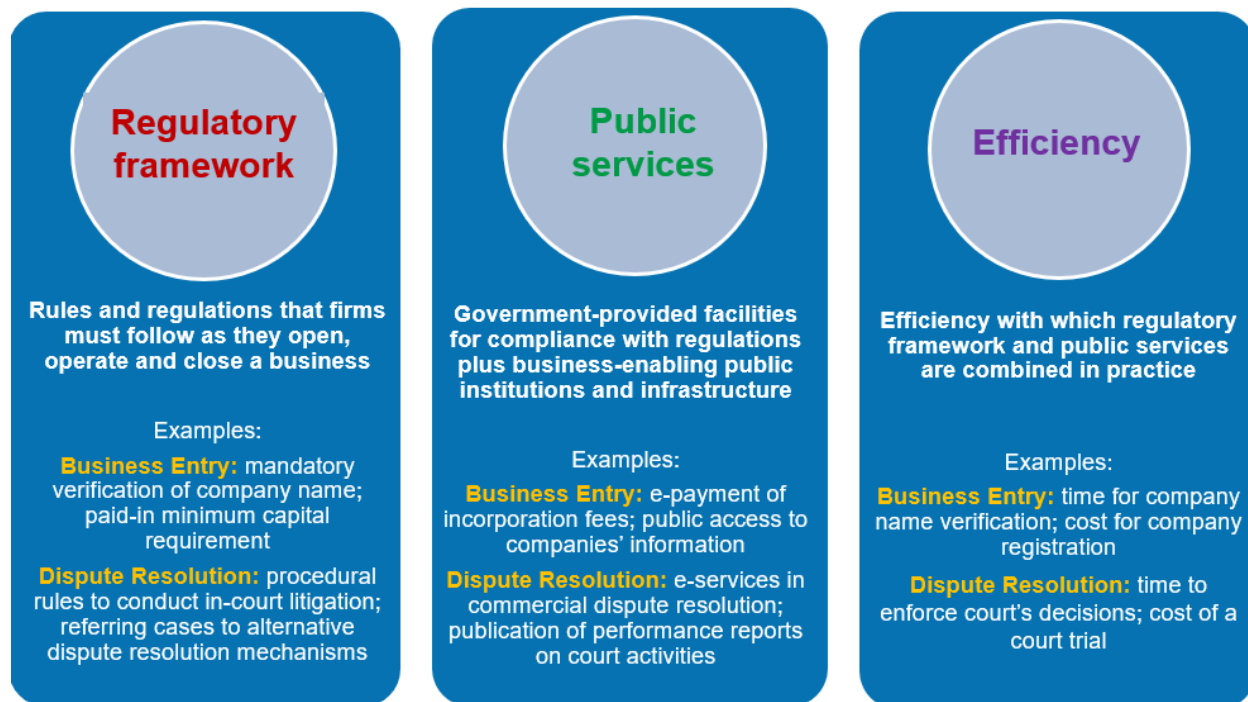 Regulatory
framework
Rules and regulations that firms
must follow as they open,
operate and close a business
Examples:
Business Entry: mandatory
verification of company name;
paid-in minimum capital
requirement
Dispute Resolution: procedural
rules to conduct in-court litigation;
referring cases to alternative
dispute resolution mechanisms
Public
services
Government-provided facilities
for compliance with regulations
plus business-enabling public
institutions and infrastructure
Examples:
Business Entry: e-payment of
incorporation fees; public access to
companies’ information
Dispute Resolution: e-services in
commercial dispute resolution;
publication of performance reports
on court activities
Efficiency
Efficiency with which regulatory
framework and public services
are combined in practice
Examples:
Business Entry: time for company
name verification; cost for company
registration
Dispute Resolution: time to
enforce court’s decisions; cost of a
court trial